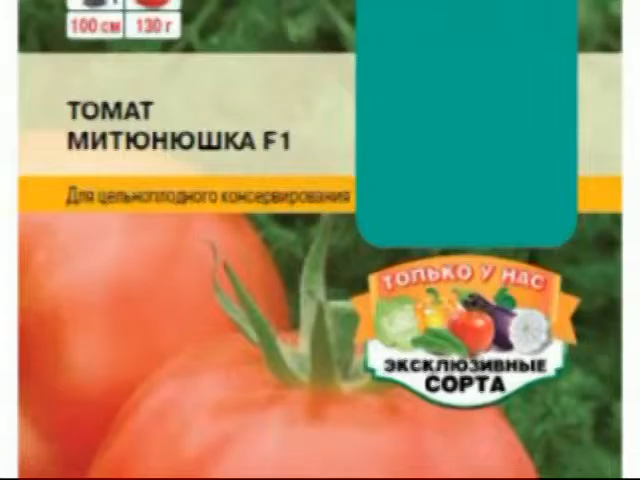 100 см 130 г
ТОМАТ
МИТЮНЮШКА F1
Для цельноплодного консервирования
ТОЛЬКО У НАС
ЭКСКЛЮЗИВНЫЕ
СОРТА